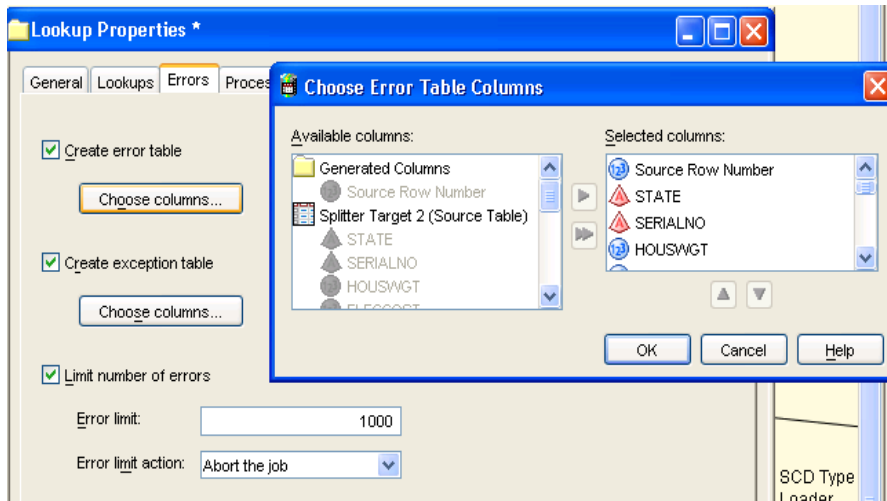 Lookup Properties *
General Lookups Errors Proces
Create error table
Choose columns...
Create exception table
Choose columns...
Limit number of errors
Error limit: 1000
Error limit action: Abort the job
Choose Error Table Columns
Available columns:
Generated Columns
Source Row Number
Splitter Target 2 (Source Table)
STATE
SERIALNO
HOUSWGT
Selected columns:
Source Row Number
STATE
SERIALNO
HOUSWGT
OK Cancel Help
SCD Type
Loader